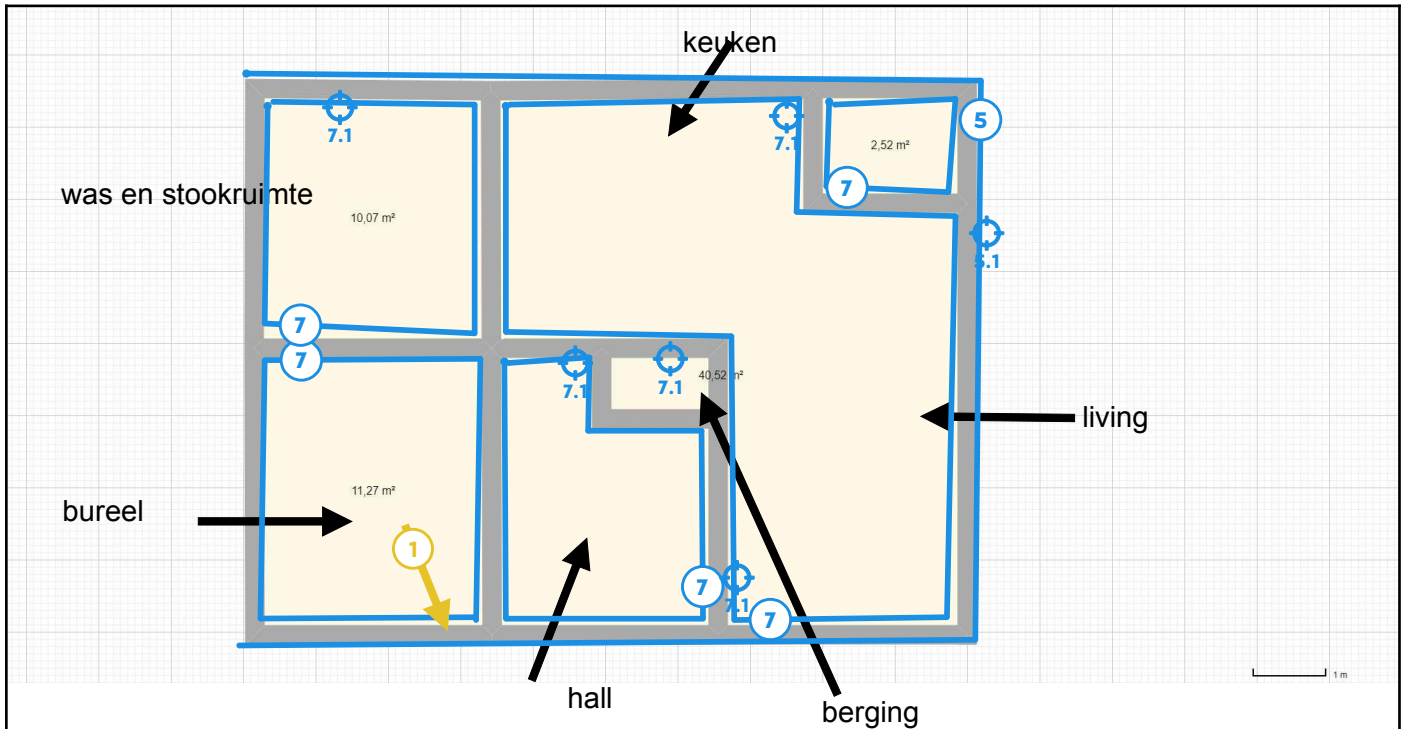 keuken
5
7.1
7.1
2,52 m²
7
was en stookruimte
10,07 m²
5.1
7
7
7.1
7.1
40,52 m²
living
11,27 m²
bureel
1
7
7.1
7
1 m
hall
berging